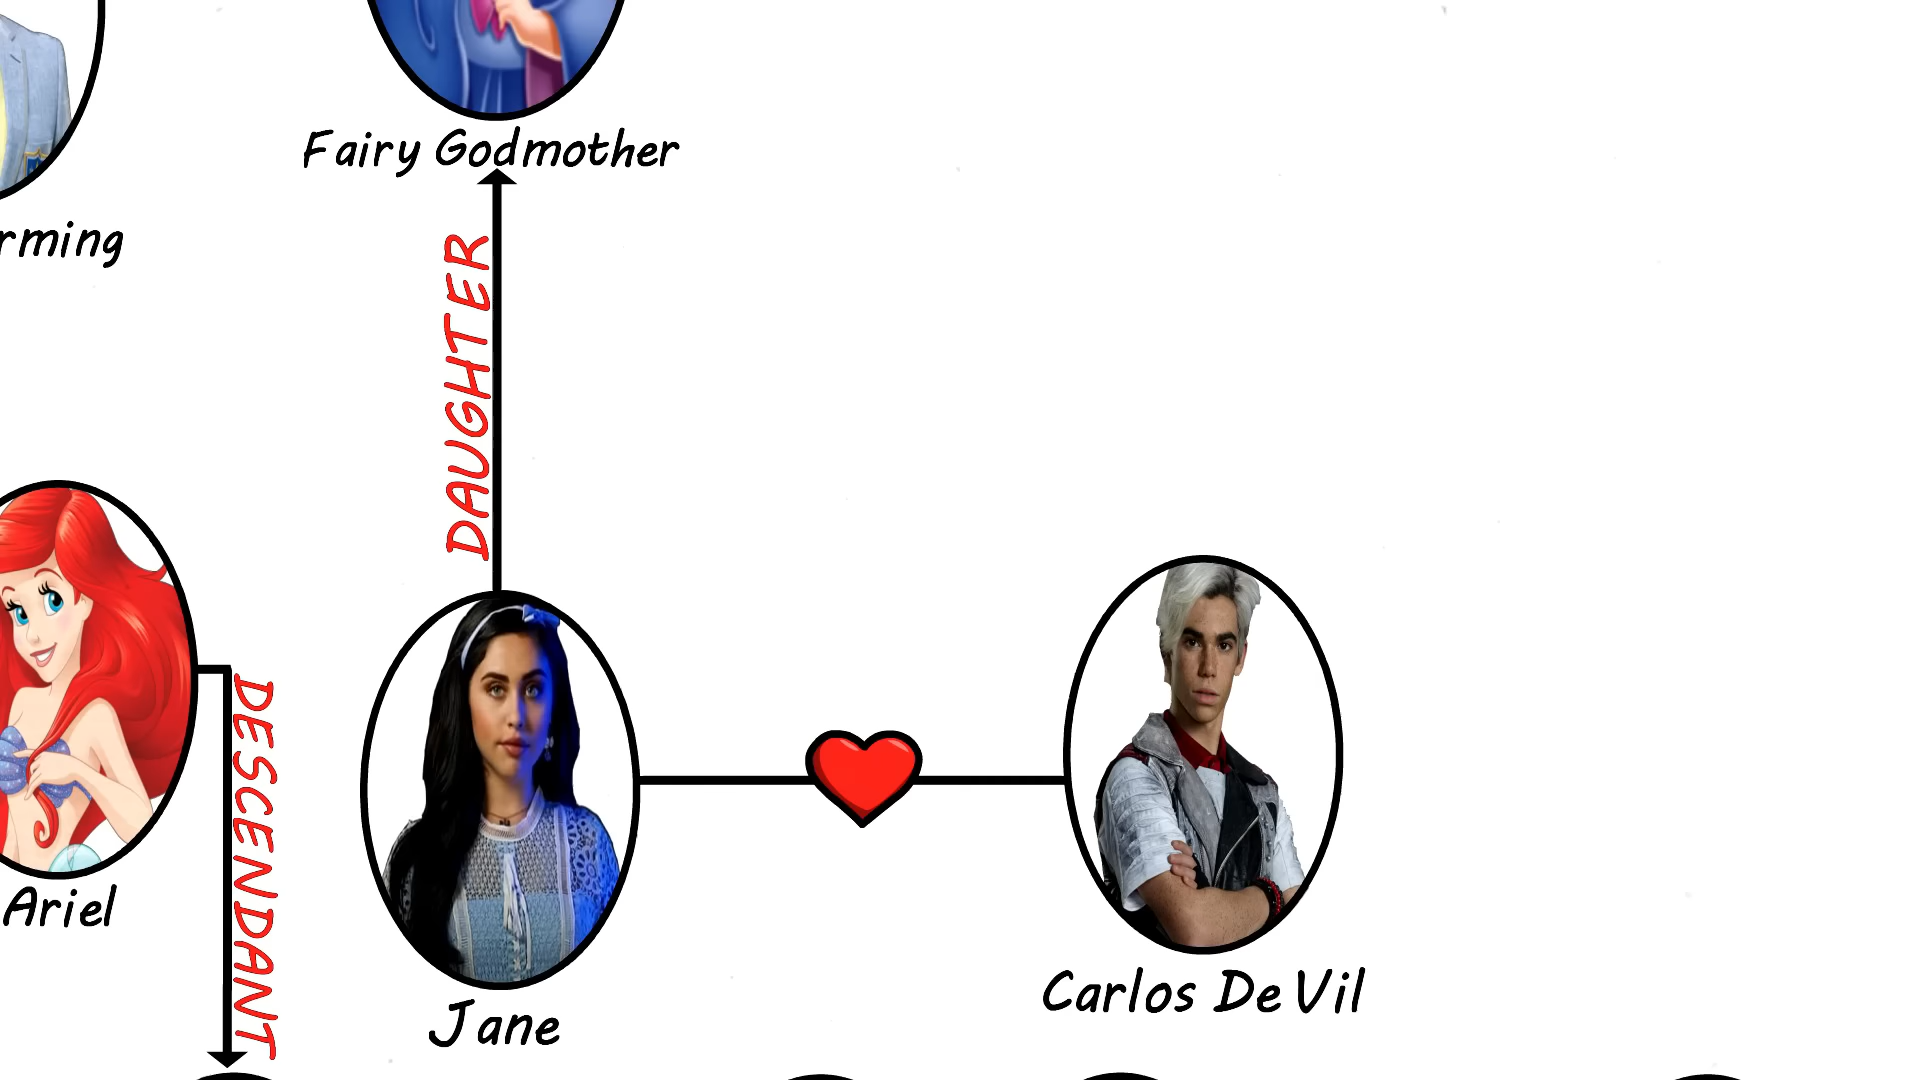 Fairy Godmother
rming
DAUGHTER
DESCENDANT
Ariel
Jane
Carlos De Vil